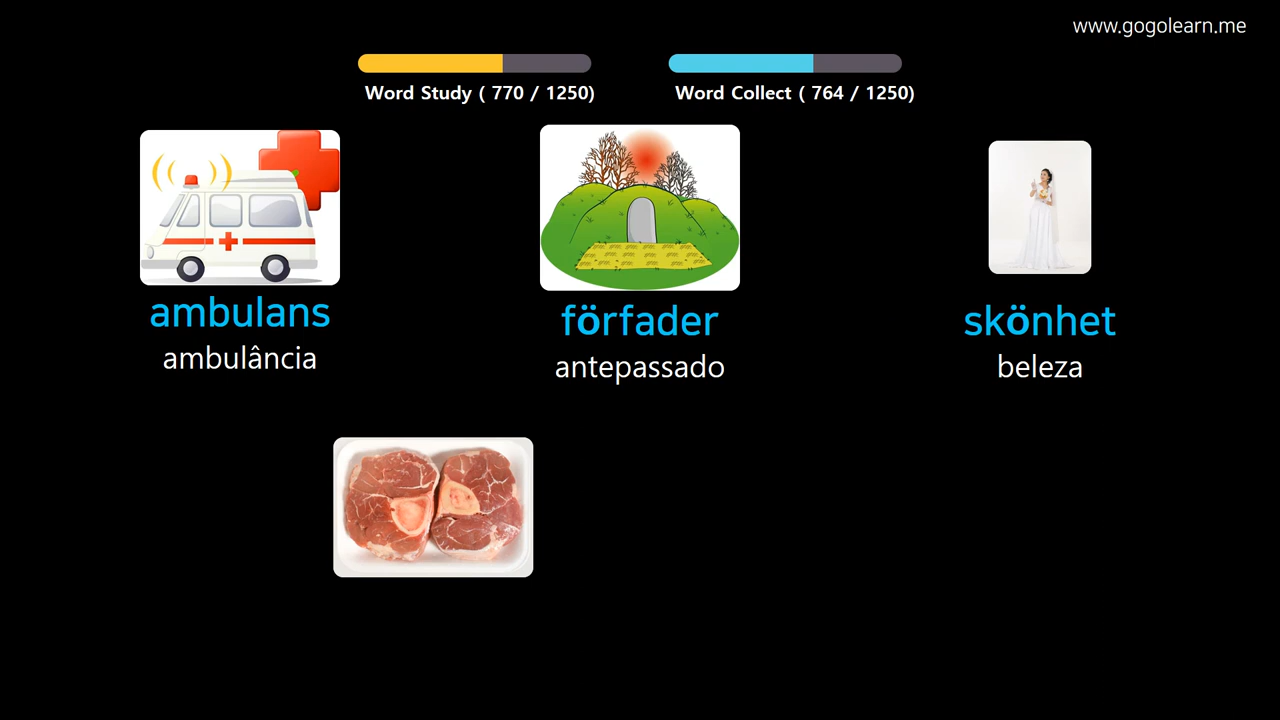 www.gogolearn.me
Word Study ( 770 / 1250)
Word Collect ( 764 / 1250)
ambulans
förfader
skönhet
ambulância
antepassado
beleza